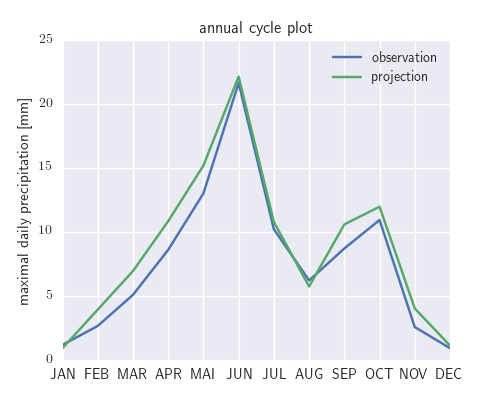 annual cycle plot
observation
projection
maximal daily precipitation [mm]
25
20
15
10
5
0
JAN FEB MAR APR MAI JUN JUL AUG SEP OCT NOV DEC